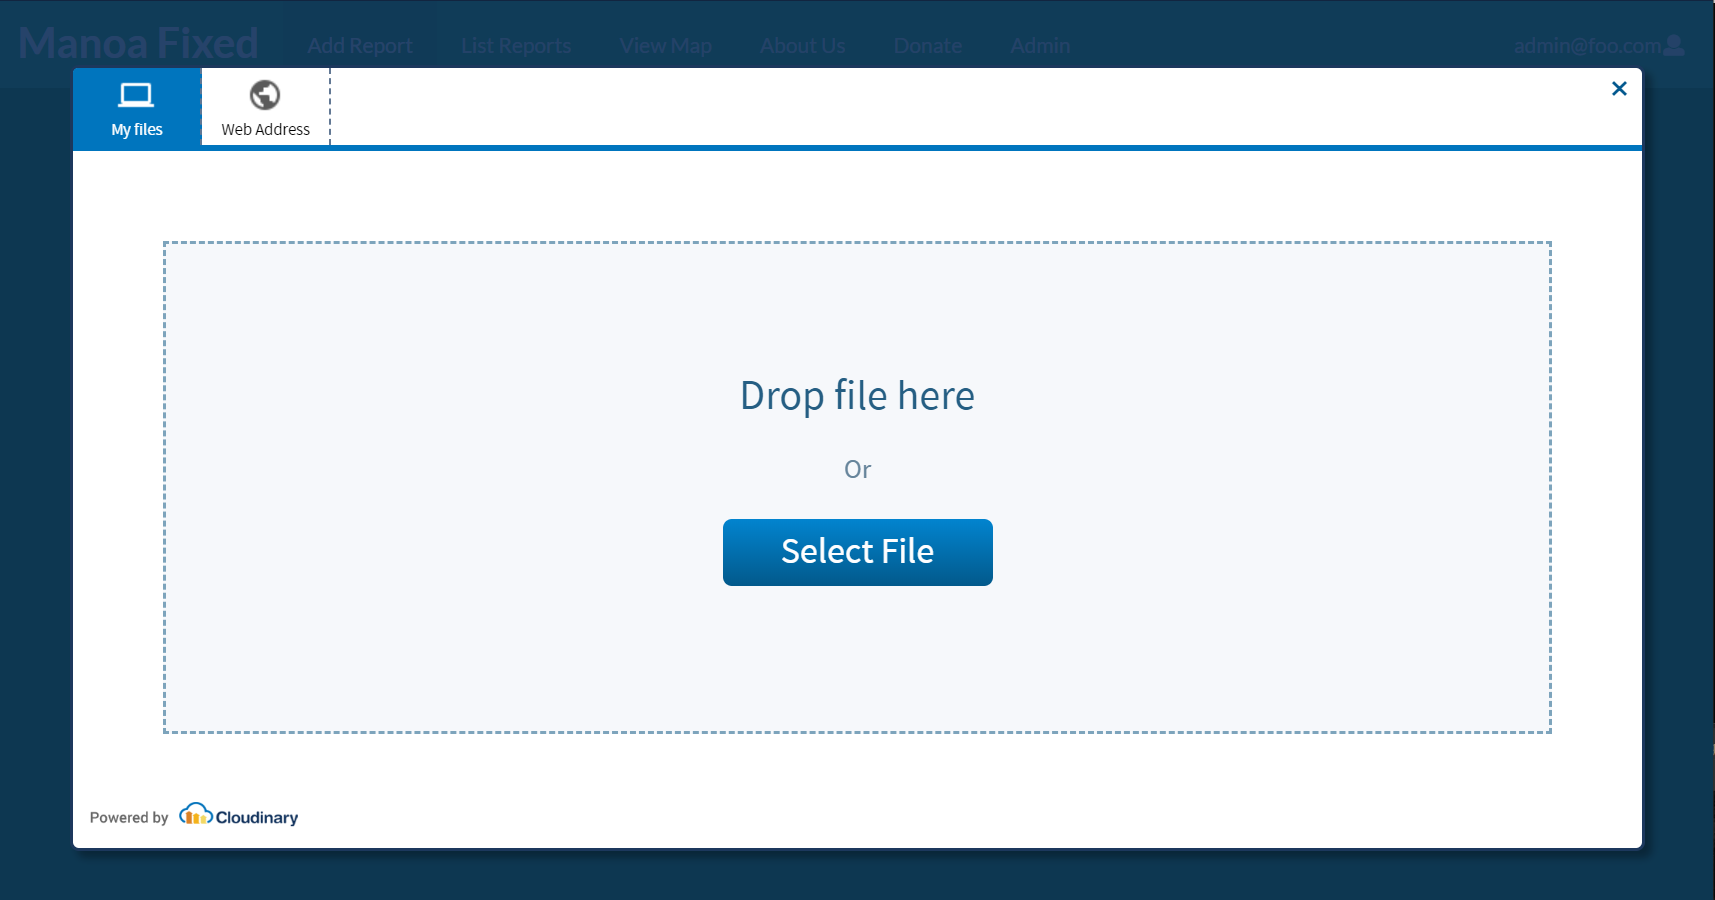 Manoa Fixed Add Report List Reports View Map About Us Donate Admin admin@foo.com
My files Web Address
Drop file here
Or
Select File
Powered by Cloudinary